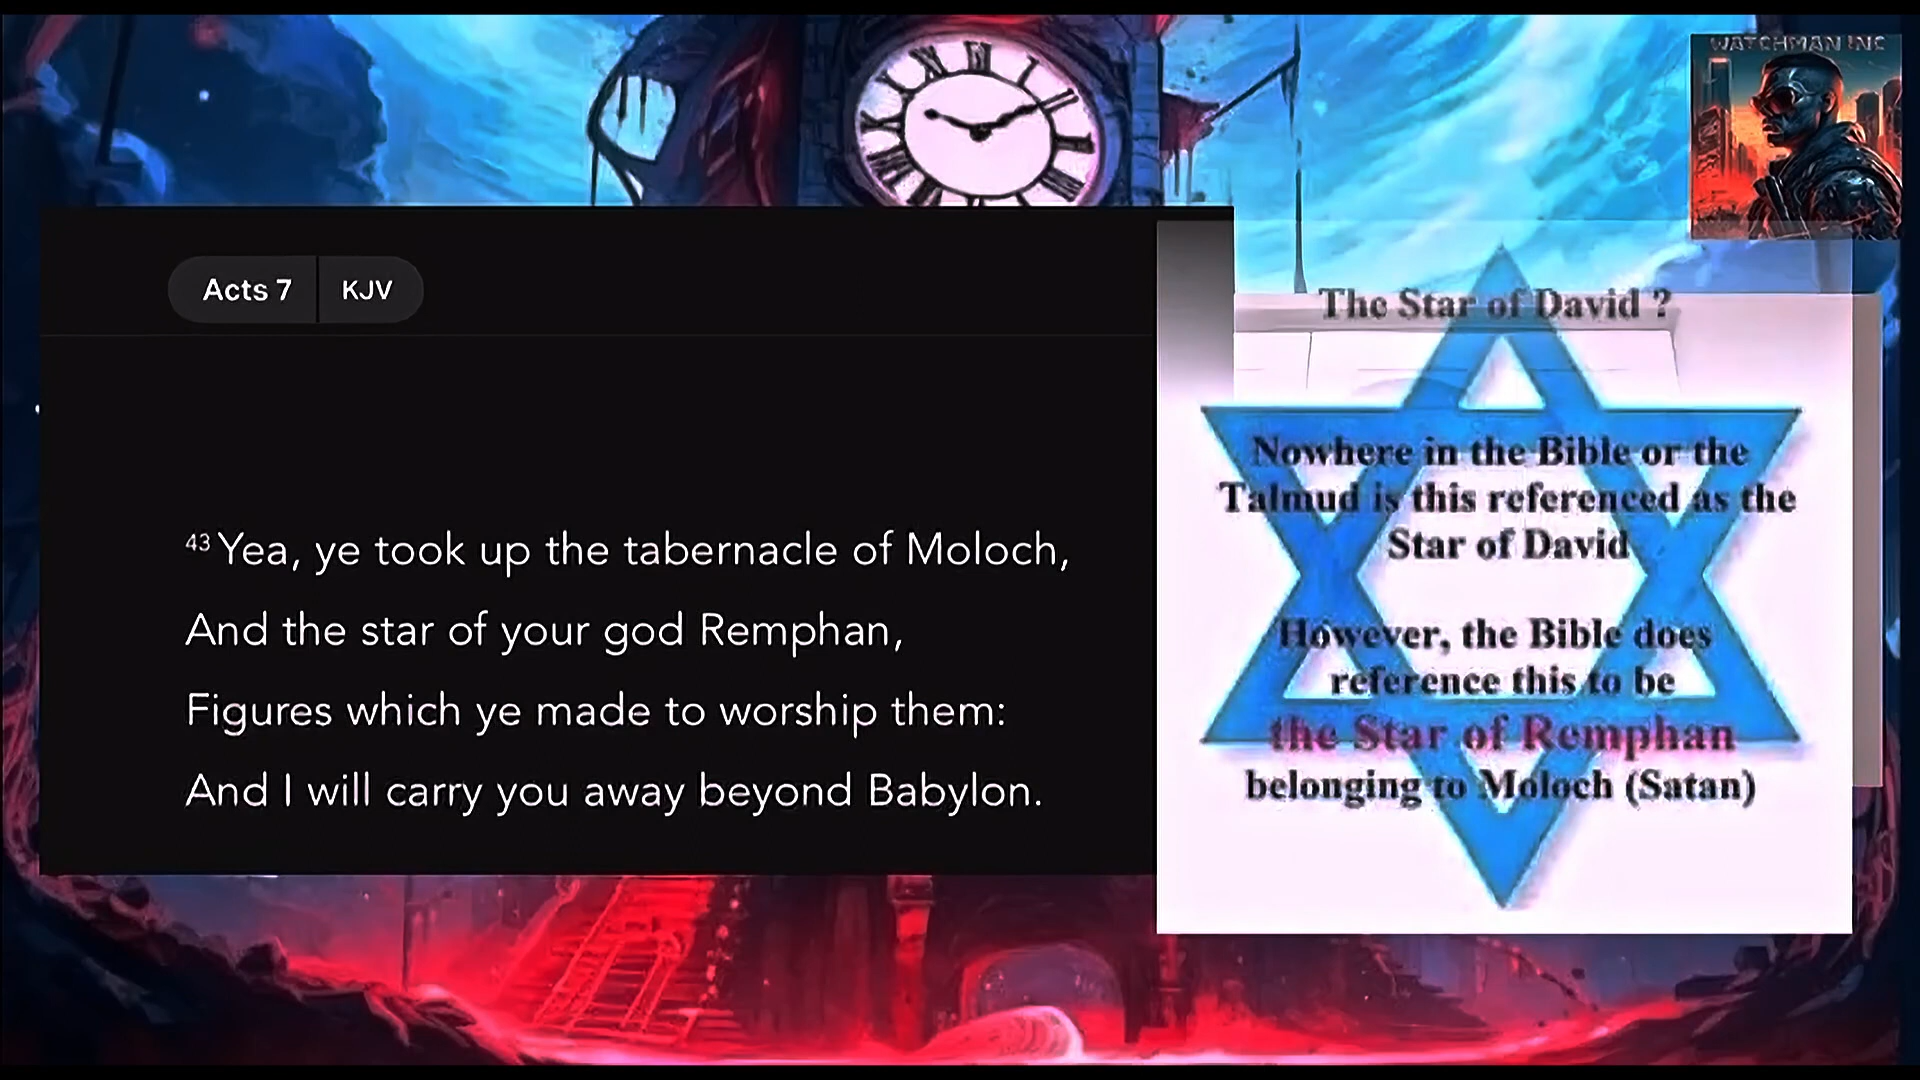 WATCHMAN INC
Acts 7 KJV
43 Yea, ye took up the tabernacle of Moloch,
And the star of your god Remphan,
Figures which ye made to worship them:
And I will carry you away beyond Babylon.
The Star of David ?
Nowhere in the Bible or the
Talmud is this referenced as the
Star of David
However, the Bible does
reference this to be
the Star of Remphan
belonging to Moloch (Satan)